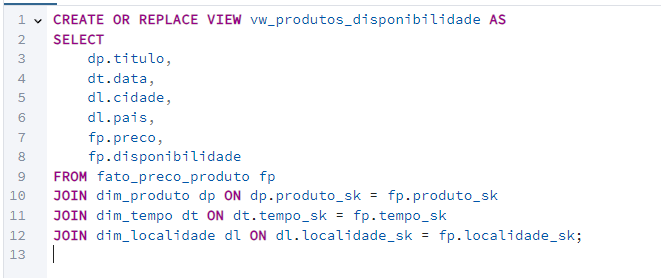 1 CREATE OR REPLACE VIEW vw_produtos_disponibilidade AS
2 SELECT
3 dp.titulo,
4 dt.data,
5 dl.cidade,
6 dl.pais,
7 fp.preco,
8 fp.disponibilidade
9 FROM fato_preco_produto fp
10 JOIN dim_produto dp ON dp.produto_sk = fp.produto_sk
11 JOIN dim_tempo dt ON dt.tempo_sk = fp.tempo_sk
12 JOIN dim_localidade dl ON dl.localidade_sk = fp.localidade_sk;
13